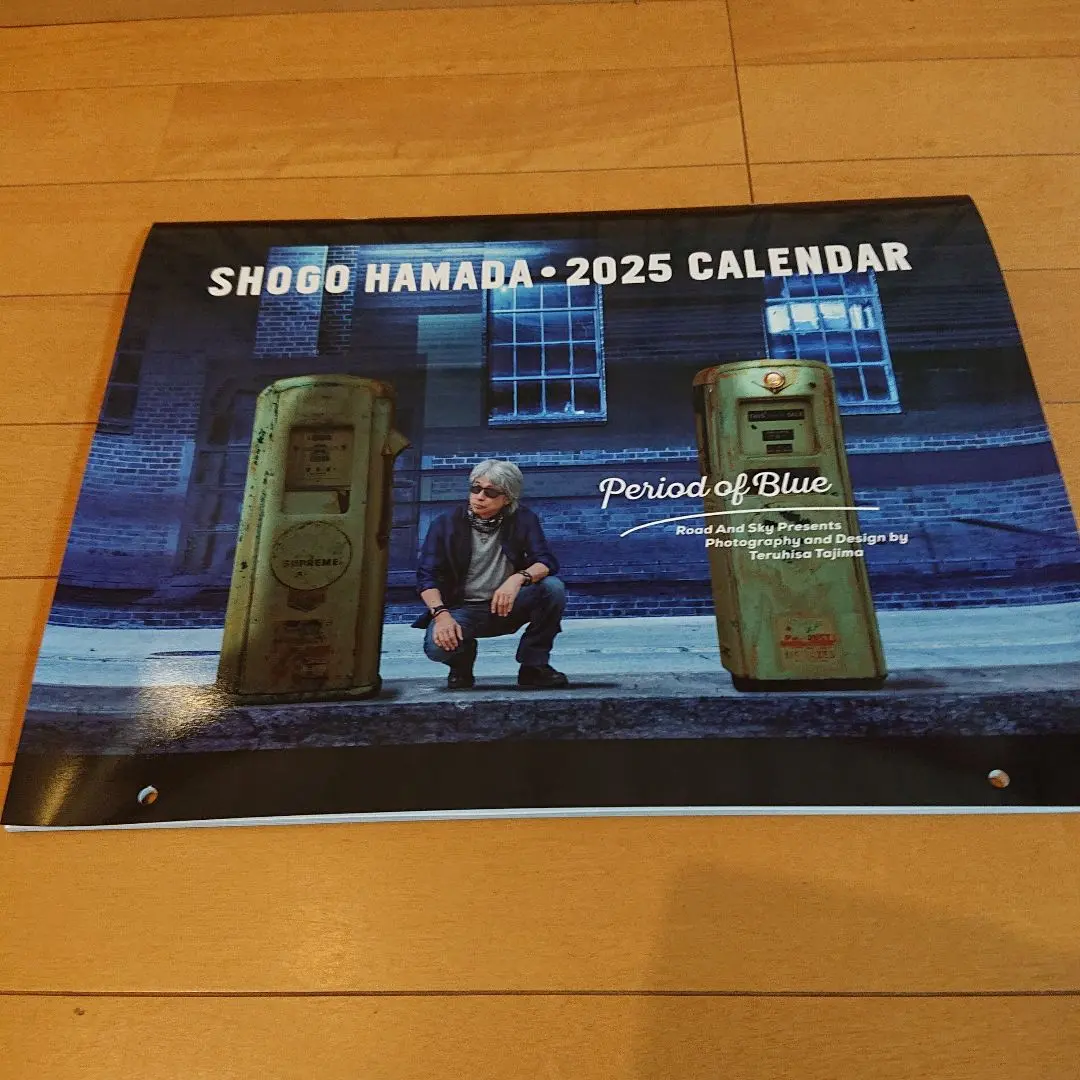 SHOGO HAMADA • 2025 CALENDAR
Period of Blue
Road And Sky Presents
Photography and Design by
Teruhisa Tajima
SUPREME